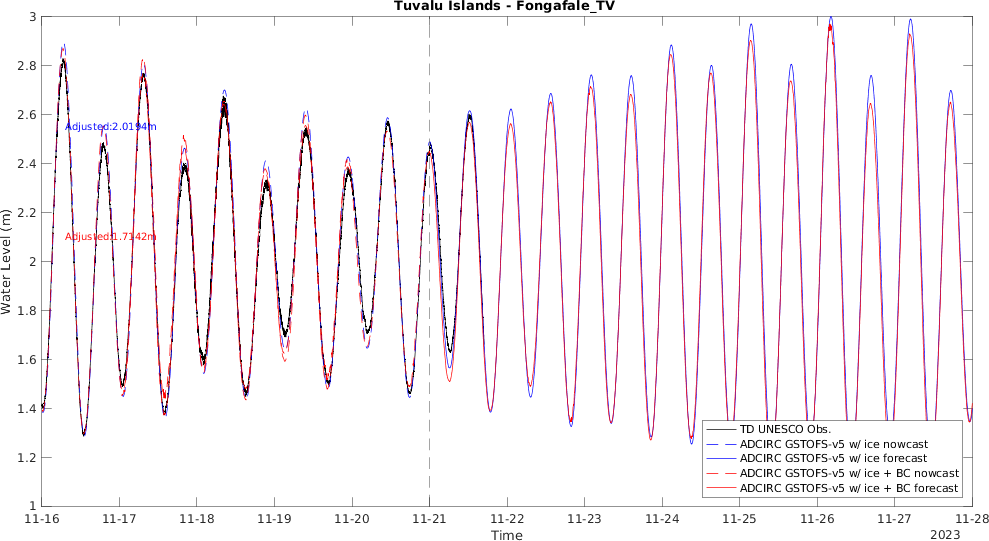 Tuvalu Islands - Fongafale_TV
3
2.8
2.6
2.4
2.2
2
1.8
1.6
1.4
1.2
1
Water Level (m)
Adjusted:2.0194m
Adjusted:1.7142m
TD UNESCO Obs.
ADCIRC GSTOFS-v5 w/ ice nowcast
ADCIRC GSTOFS-v5 w/ ice forecast
ADCIRC GSTOFS-v5 w/ ice + BC nowcast
ADCIRC GSTOFS-v5 w/ ice + BC forecast
11-16 11-17 11-18 11-19 11-20 11-21 11-22 11-23 11-24 11-25 11-26 11-27 11-28
Time
2023